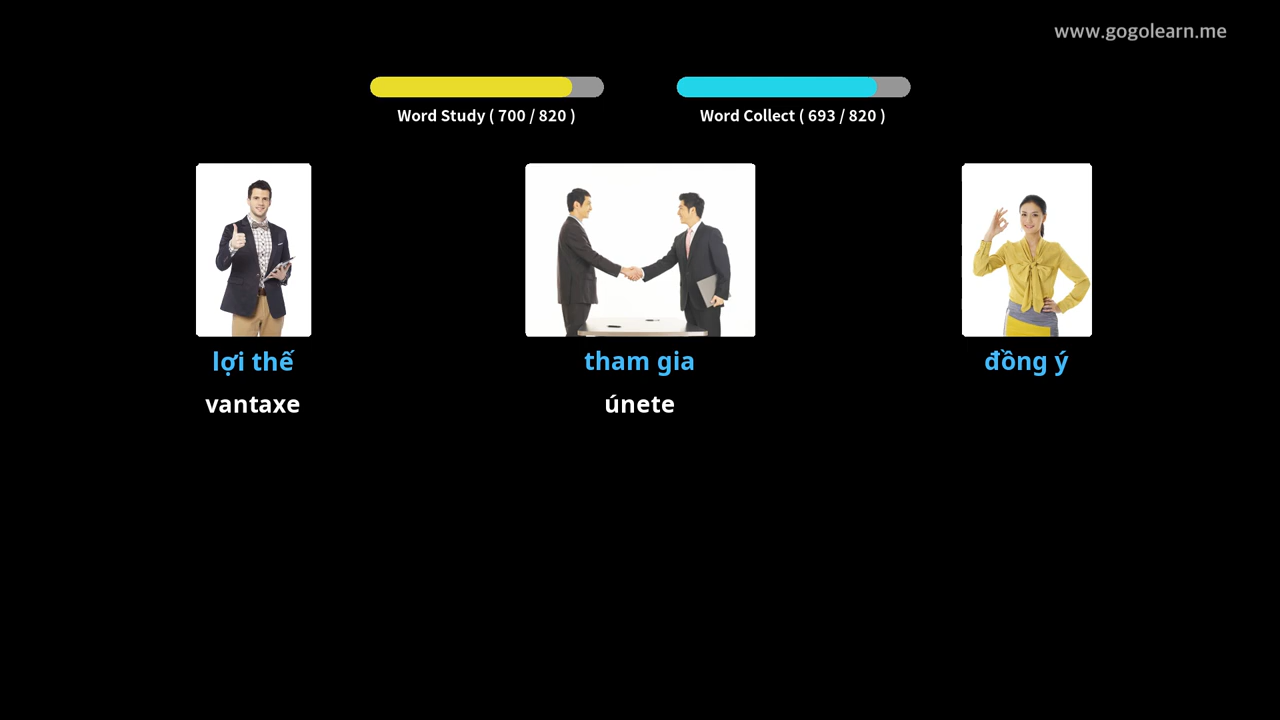 www.gogolearn.me
Word Study ( 700 / 820 )
Word Collect ( 693 / 820 )
lợi thế
tham gia
đồng ý
vantaxe
únete